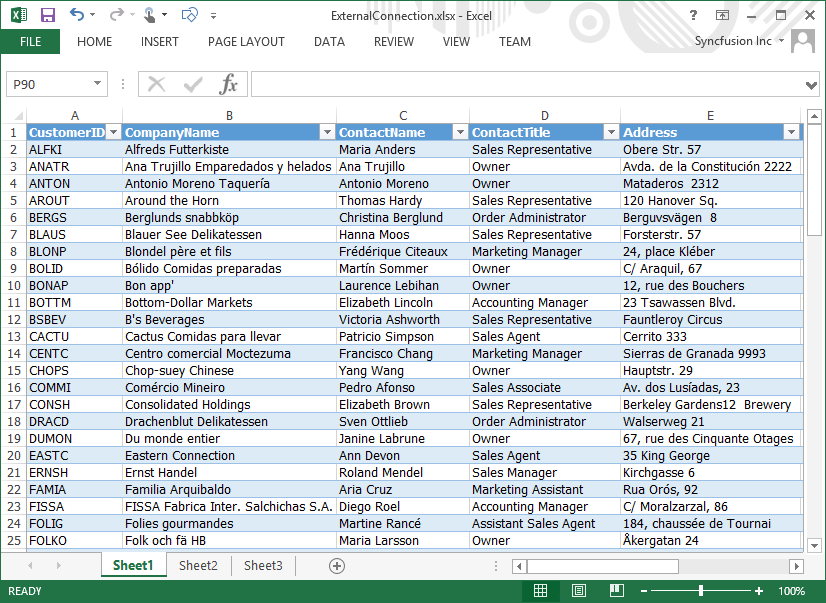 ExternalConnection.xlsx - Excel
?
FILE HOME INSERT PAGE LAYOUT DATA REVIEW VIEW TEAM Syncfusion Inc
P90 fx
A B C D E
1 CustomerID CompanyName ContactName ContactTitle Address
2 ALFKI Alfreds Futterkiste Maria Anders Sales Representative Obere Str. 57
3 ANATR Ana Trujillo Emparedados y helados Ana Trujillo Owner Avda. de la Constitución 2222
4 ANTON Antonio Moreno Taquería Antonio Moreno Owner Mataderos  2312
5 AROUT Around the Horn Thomas Hardy Sales Representative 120 Hanover Sq.
6 BERGS Berglunds snabbköp Christina Berglund Order Administrator Berguvsvägen  8
7 BLAUS Blauer See Delikatessen Hanna Moos Sales Representative Forsterstr. 57
8 BLONP Blondel père et fils Frédérique Citeaux Marketing Manager 24, place Kléber
9 BOLID Bólido Comidas preparadas Martín Sommer Owner C/ Araquil, 67
10 BONAP Bon app' Laurence Lebihan Owner 12, rue des Bouchers
11 BOTTM Bottom-Dollar Markets Elizabeth Lincoln Accounting Manager 23 Tsawassen Blvd.
12 BSBEV B's Beverages Victoria Ashworth Sales Representative Fauntleroy Circus
13 CACTU Cactus Comidas para llevar Patricio Simpson Sales Agent Cerrito 333
14 CENTC Centro comercial Moctezuma Francisco Chang Marketing Manager Sierras de Granada 9993
15 CHOPS Chop-suey Chinese Yang Wang Owner Hauptstr. 29
16 COMMI Comércio Mineiro Pedro Afonso Sales Associate Av. dos Lusíadas, 23
17 CONSH Consolidated Holdings Elizabeth Brown Sales Representative Berkeley Gardens12  Brewery
18 DRACD Drachenblut Delikatessen Sven Ottlieb Order Administrator Walserweg 21
19 DUMON Du monde entier Janine Labrune Owner 67, rue des Cinquante Otages
20 EASTC Eastern Connection Ann Devon Sales Agent 35 King George
21 ERNSH Ernst Handel Roland Mendel Sales Manager Kirchgasse 6
22 FAMIA Familia Arquibaldo Aria Cruz Marketing Assistant Rua Orós, 92
23 FISSA FISSA Fabrica Inter. Salchichas S.A. Diego Roel Accounting Manager C/ Moralzarzal, 86
24 FOLIG Folies gourmandes Martine Rancé Assistant Sales Agent 184, chaussée de Tournai
25 FOLKO Folk och fä HB Maria Larsson Owner Åkergatan 24
Sheet1 Sheet2 Sheet3
READY 100%